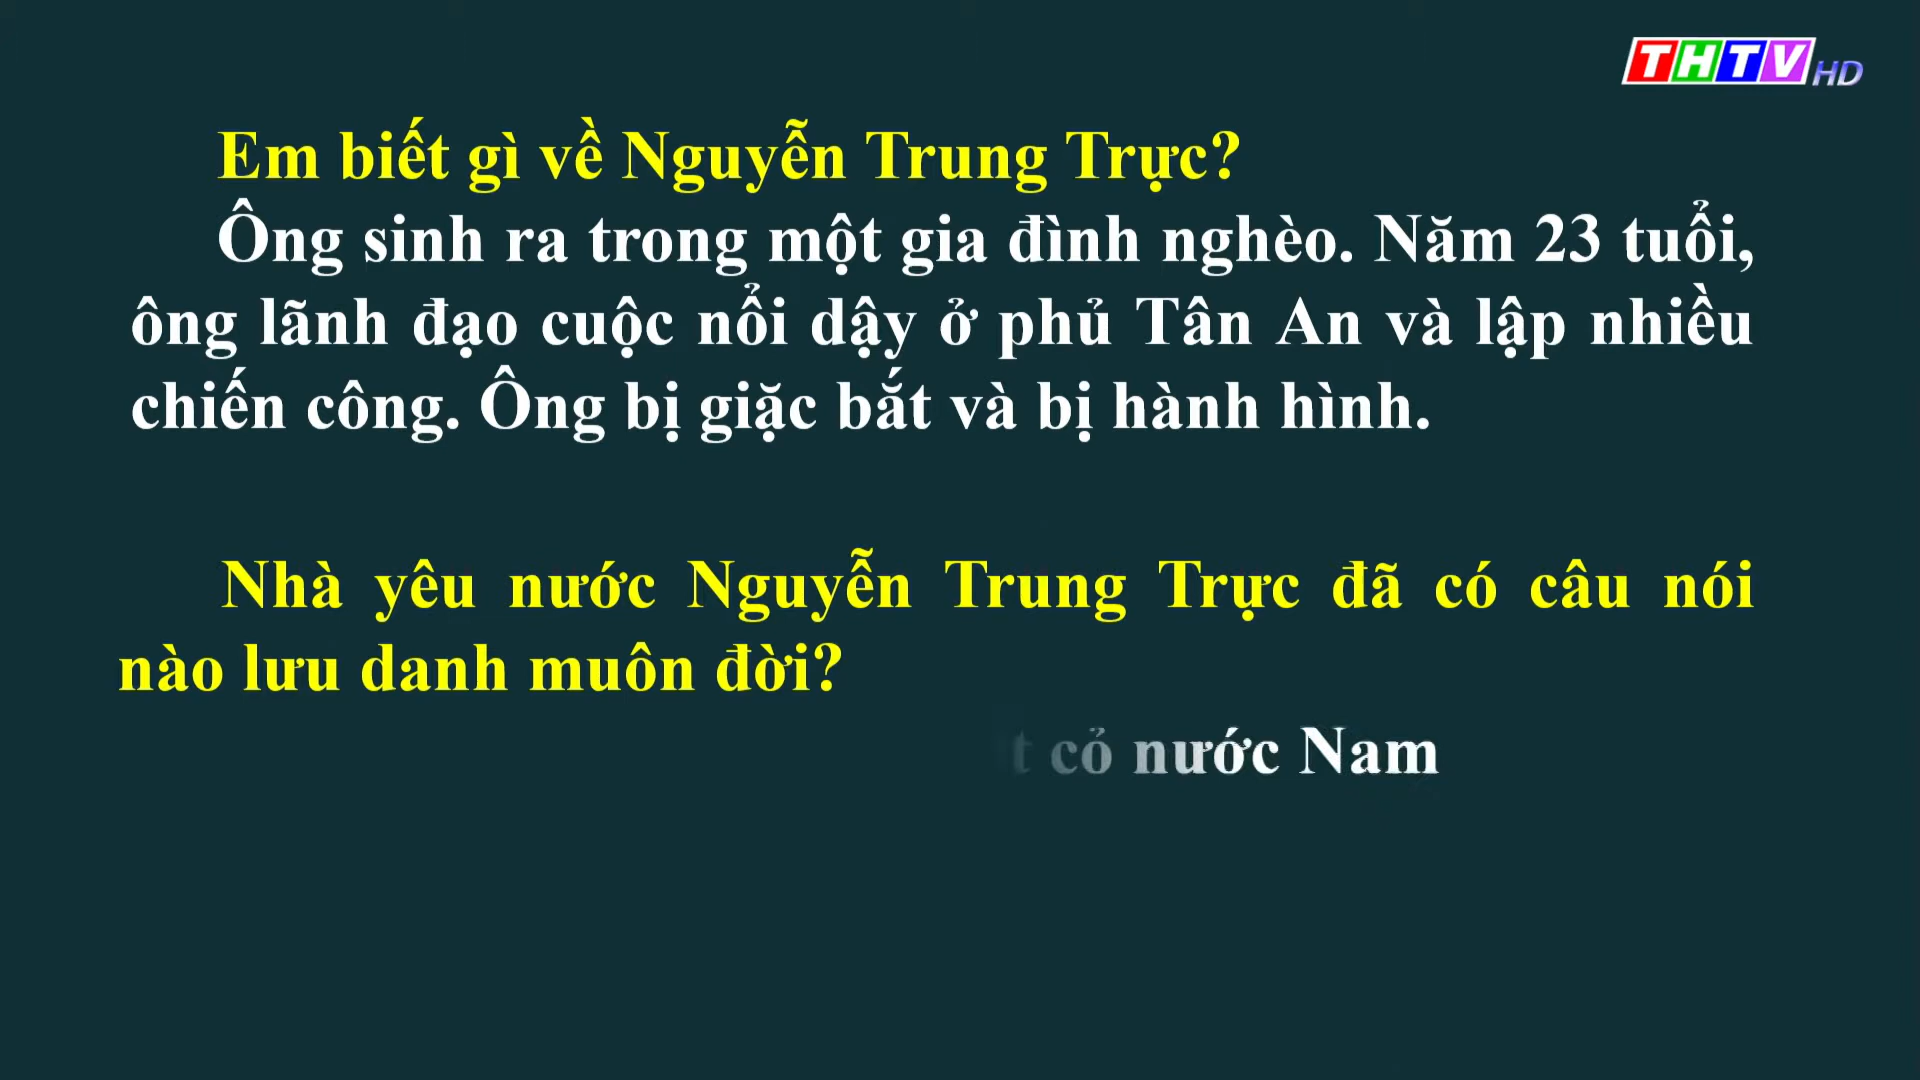 THTV HD
Em biết gì về Nguyễn Trung Trực?
Ông sinh ra trong một gia đình nghèo. Năm 23 tuổi,
ông lãnh đạo cuộc nổi dậy ở phủ Tân An và lập nhiều
chiến công. Ông bị giặc bắt và bị hành hình.
Nhà yêu nước Nguyễn Trung Trực đã có câu nói
nào lưu danh muôn đời?
cỏ nước Nam